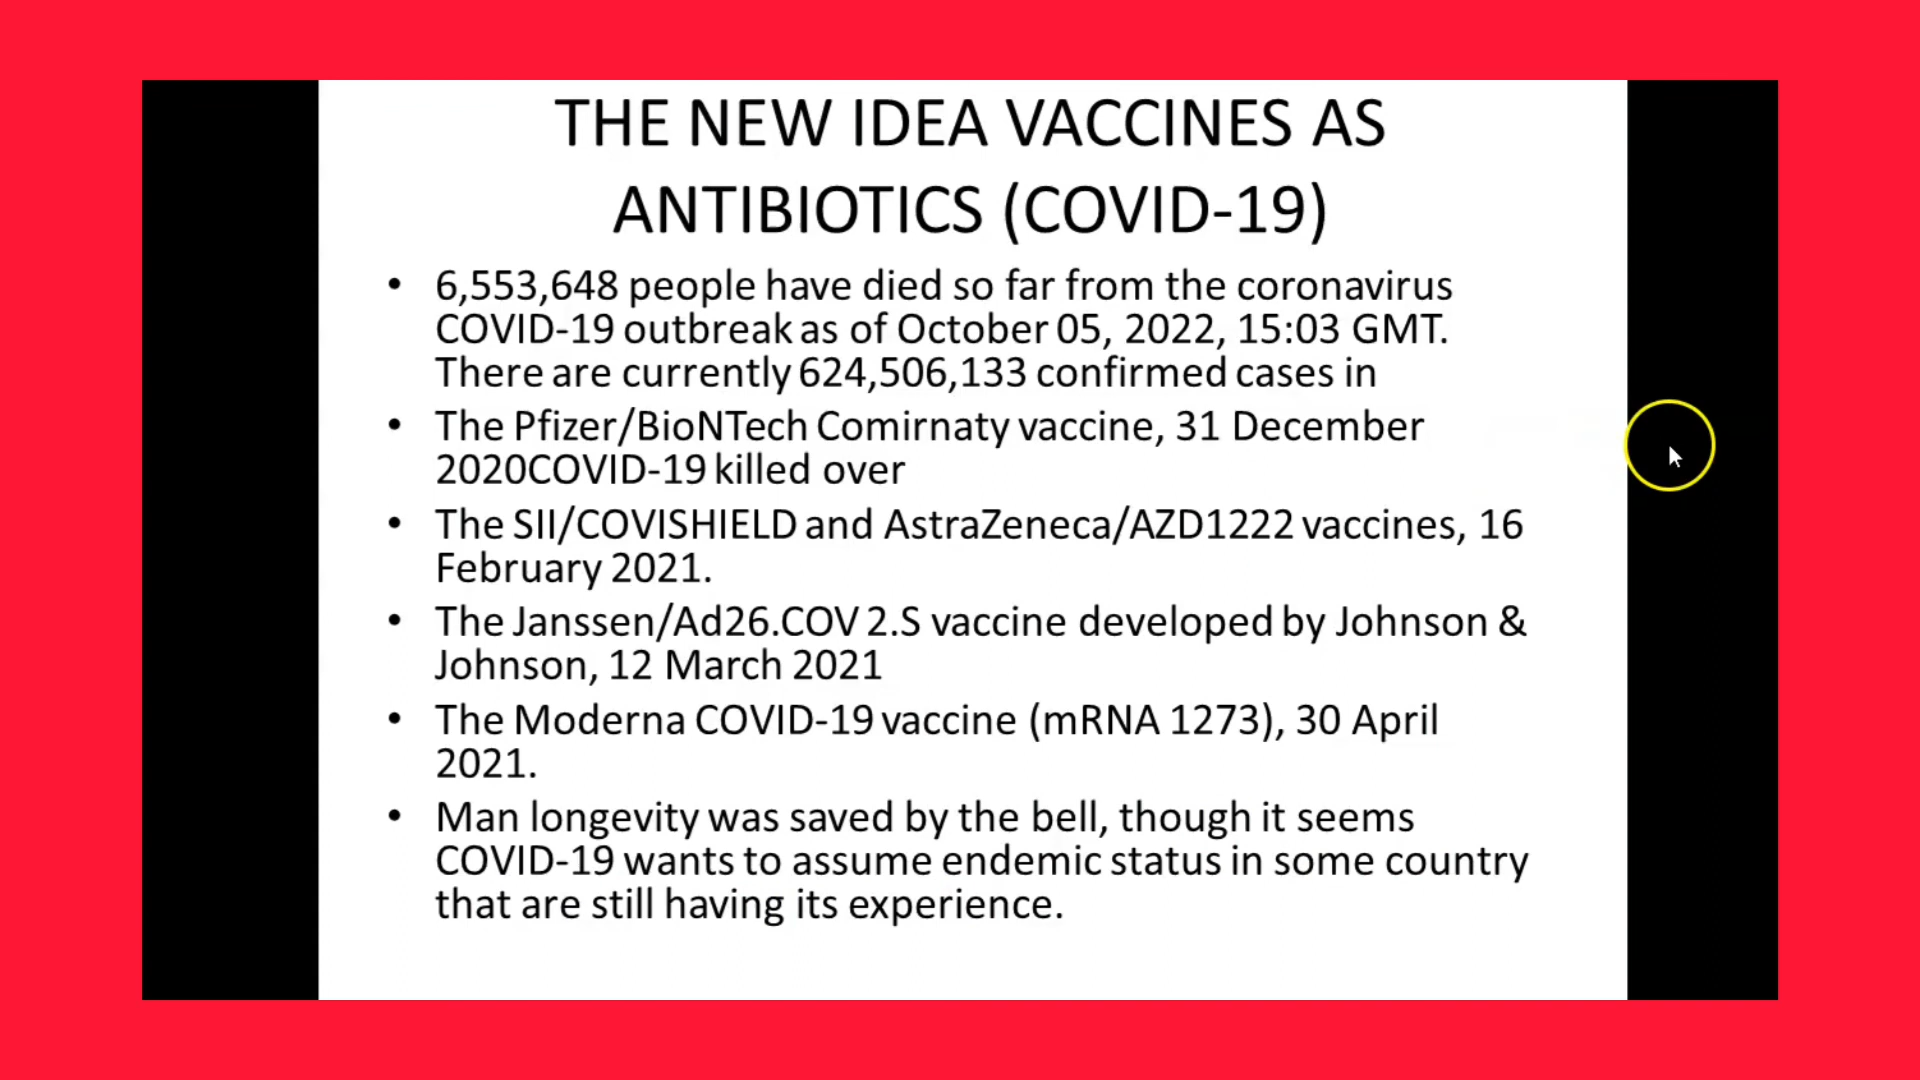 THE NEW IDEA VACCINES AS
ANTIBIOTICS (COVID-19)
• 6,553,648 people have died so far from the coronavirus
COVID-19 outbreak as of October 05, 2022, 15:03 GMT.
There are currently 624,506,133 confirmed cases in
• The Pfizer/BioNTech Comirnaty vaccine, 31 December
2020COVID-19 killed over
• The SII/COVISHIELD and AstraZeneca/AZD1222 vaccines, 16
February 2021.
• The Janssen/Ad26.COV 2.S vaccine developed by Johnson &
Johnson, 12 March 2021
• The Moderna COVID-19 vaccine (mRNA 1273), 30 April
2021.
• Man longevity was saved by the bell, though it seems
COVID-19 wants to assume endemic status in some country
that are still having its experience.